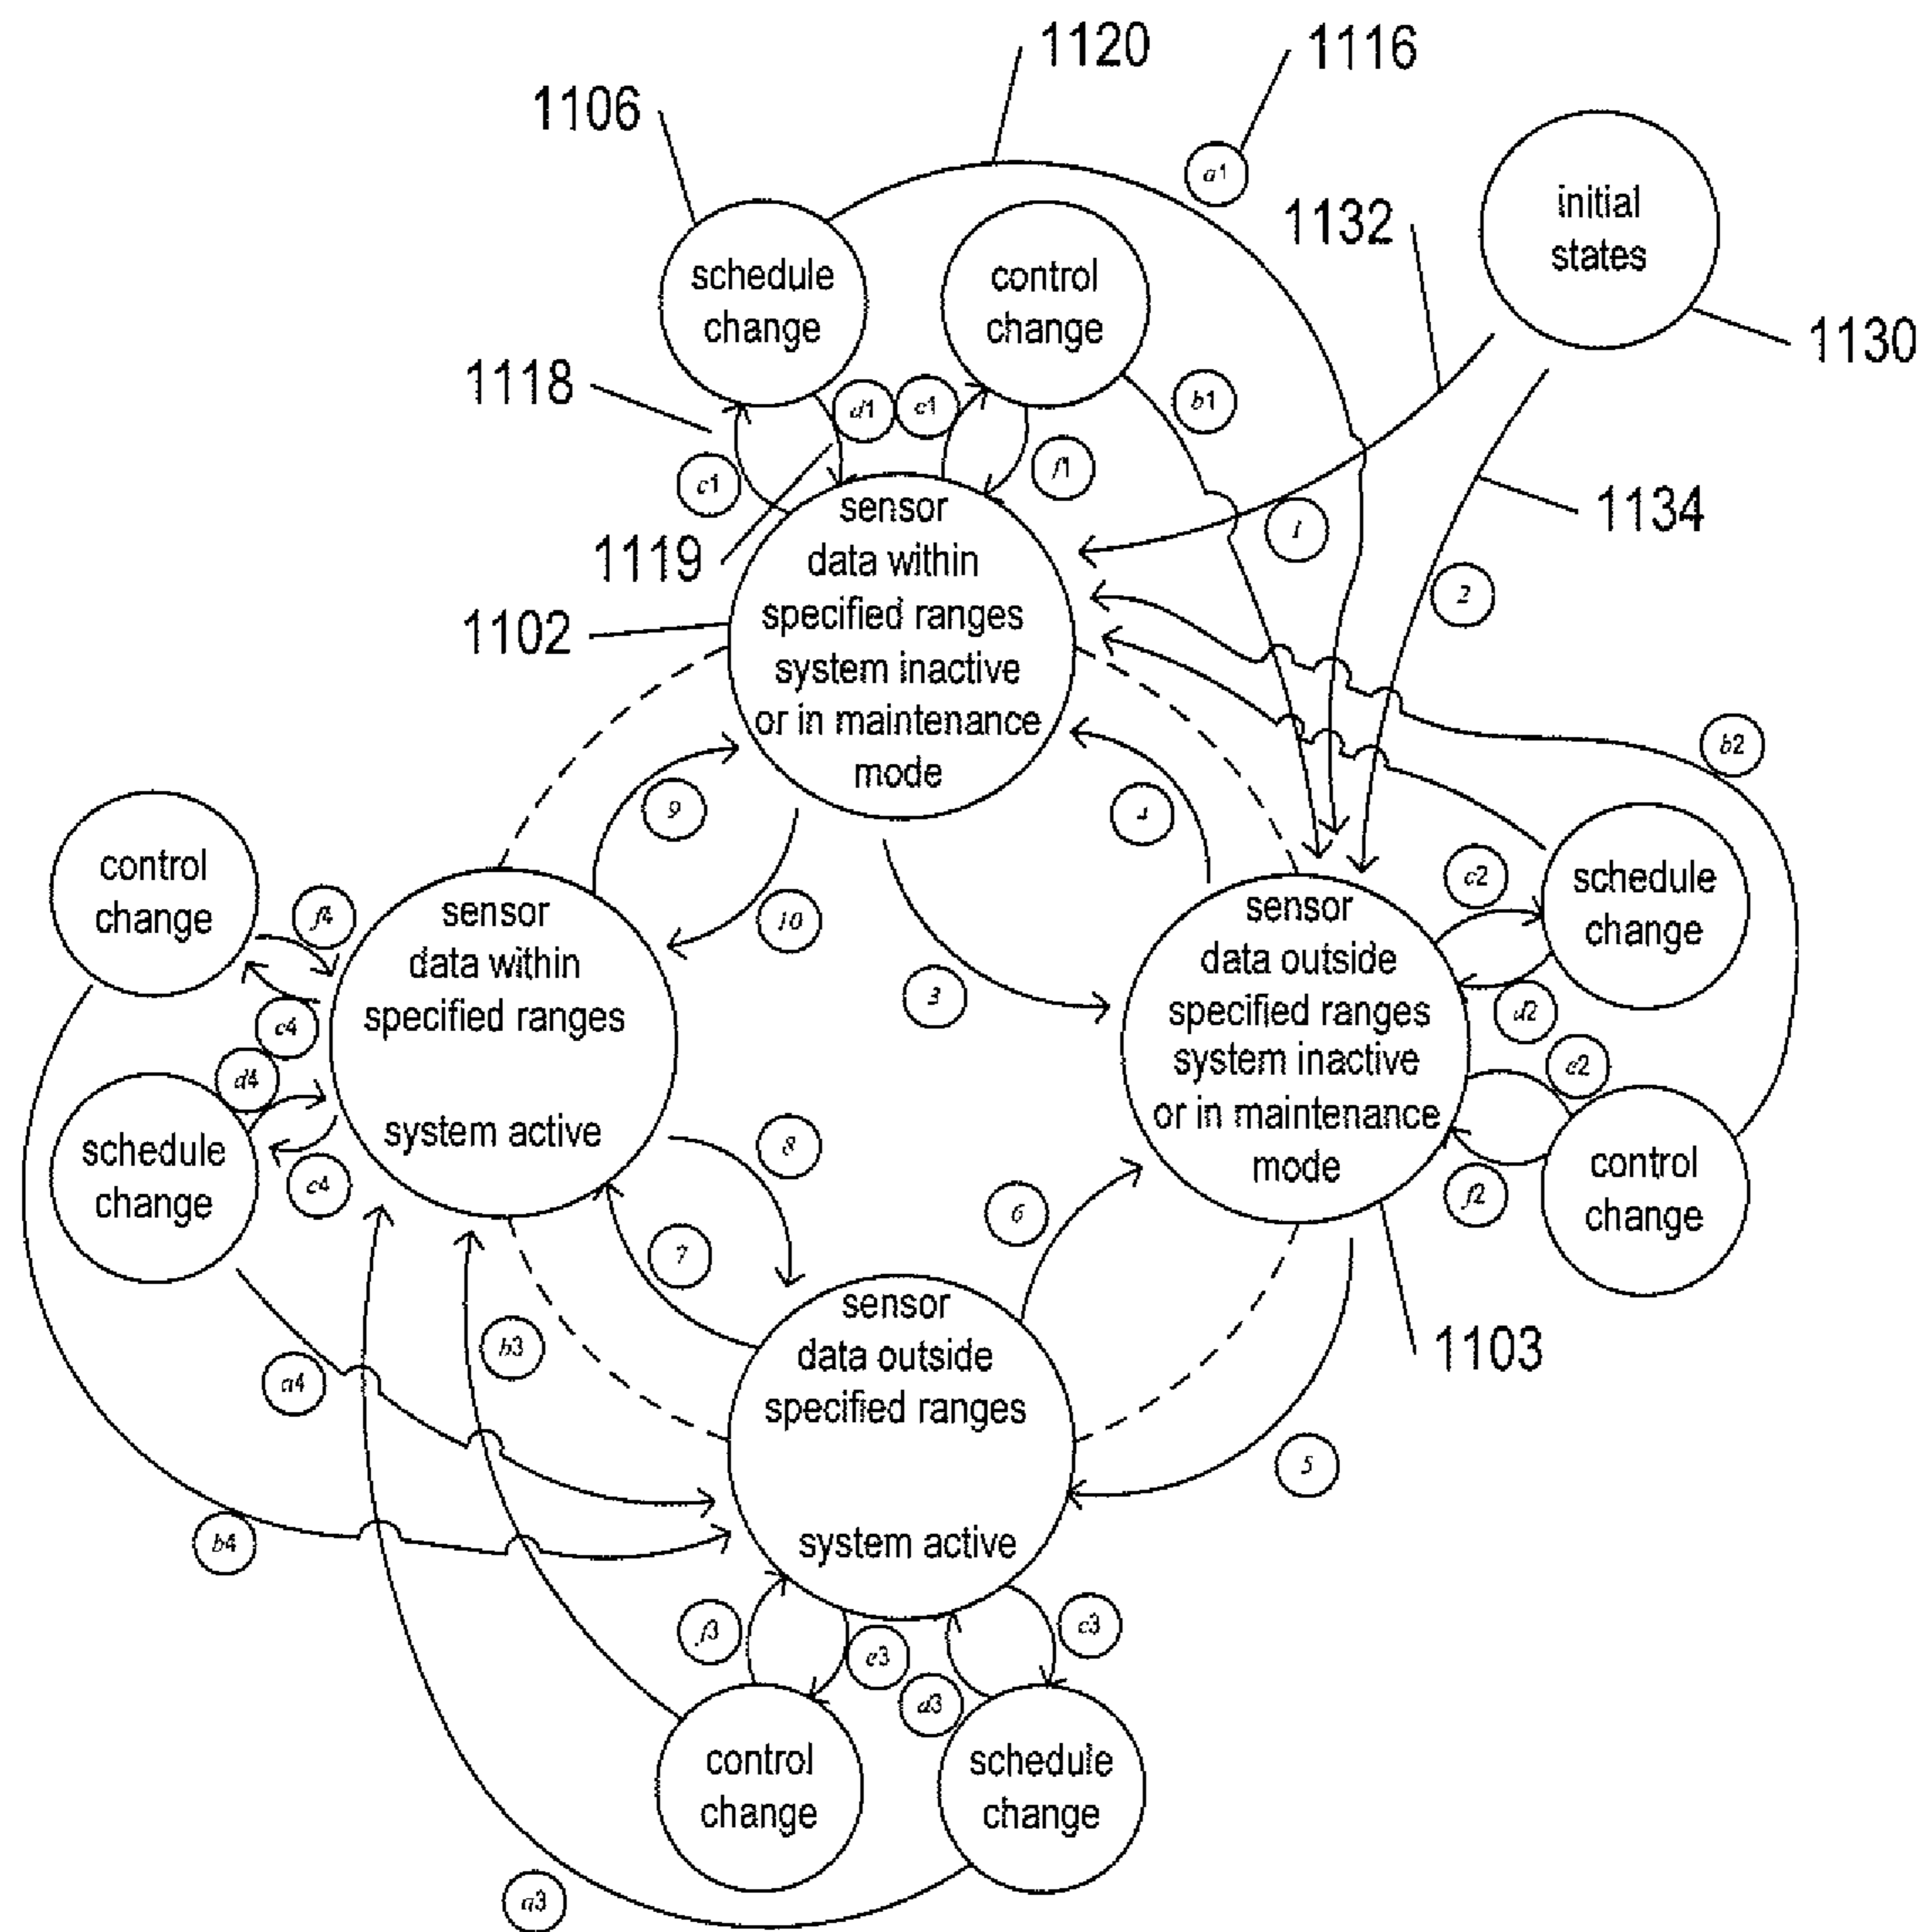 1120
1116
1106
a1
initial
states
1132
1130
schedule
change
control
change
1118
d1
e1
b1
c1
f1
1134
1119
1
2
sensor
data within
specified ranges
system inactive
or in maintenance
mode
1102
b2
9
4
10
3
control
change
f4
e4
d4
c4
schedule
change
sensor
data within
specified ranges
system active
sensor
data outside
specified ranges
system inactive
or in maintenance
mode
c2
schedule
change
d2
e2
control
change
f2
8
7
6
1103
b3
a4
5
b4
sensor
data outside
specified ranges
system active
f3
e3
d3
c3
control
change
schedule
change
a3